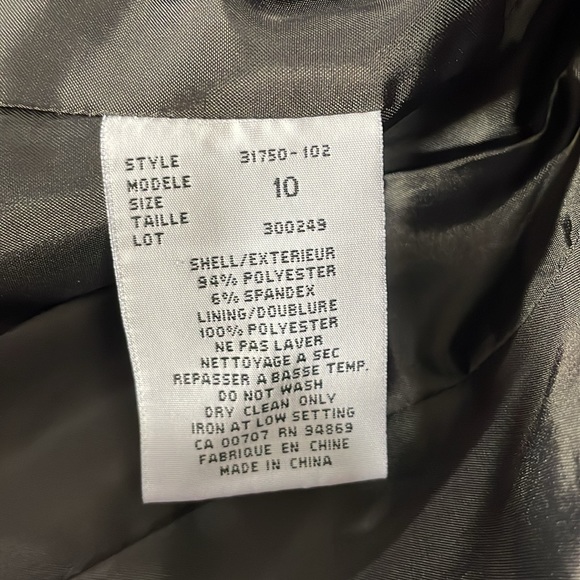 STYLE 31750-102
MODELE
SIZE 10
TAILLE
LOT 300249
SHELL/EXTERIEUR
94% POLYESTER
6% SPANDEX
LINING/DOUBLURE
100% POLYESTER
NE PAS LAVER
NETTOYAGE A SEC
REPASSER A BASSE TEMP.
DO NOT WASH
DRY CLEAN ONLY
IRON AT LOW SETTING
CA 00707 RN 94869
FABRIQUE EN CHINE
MADE IN CHINA